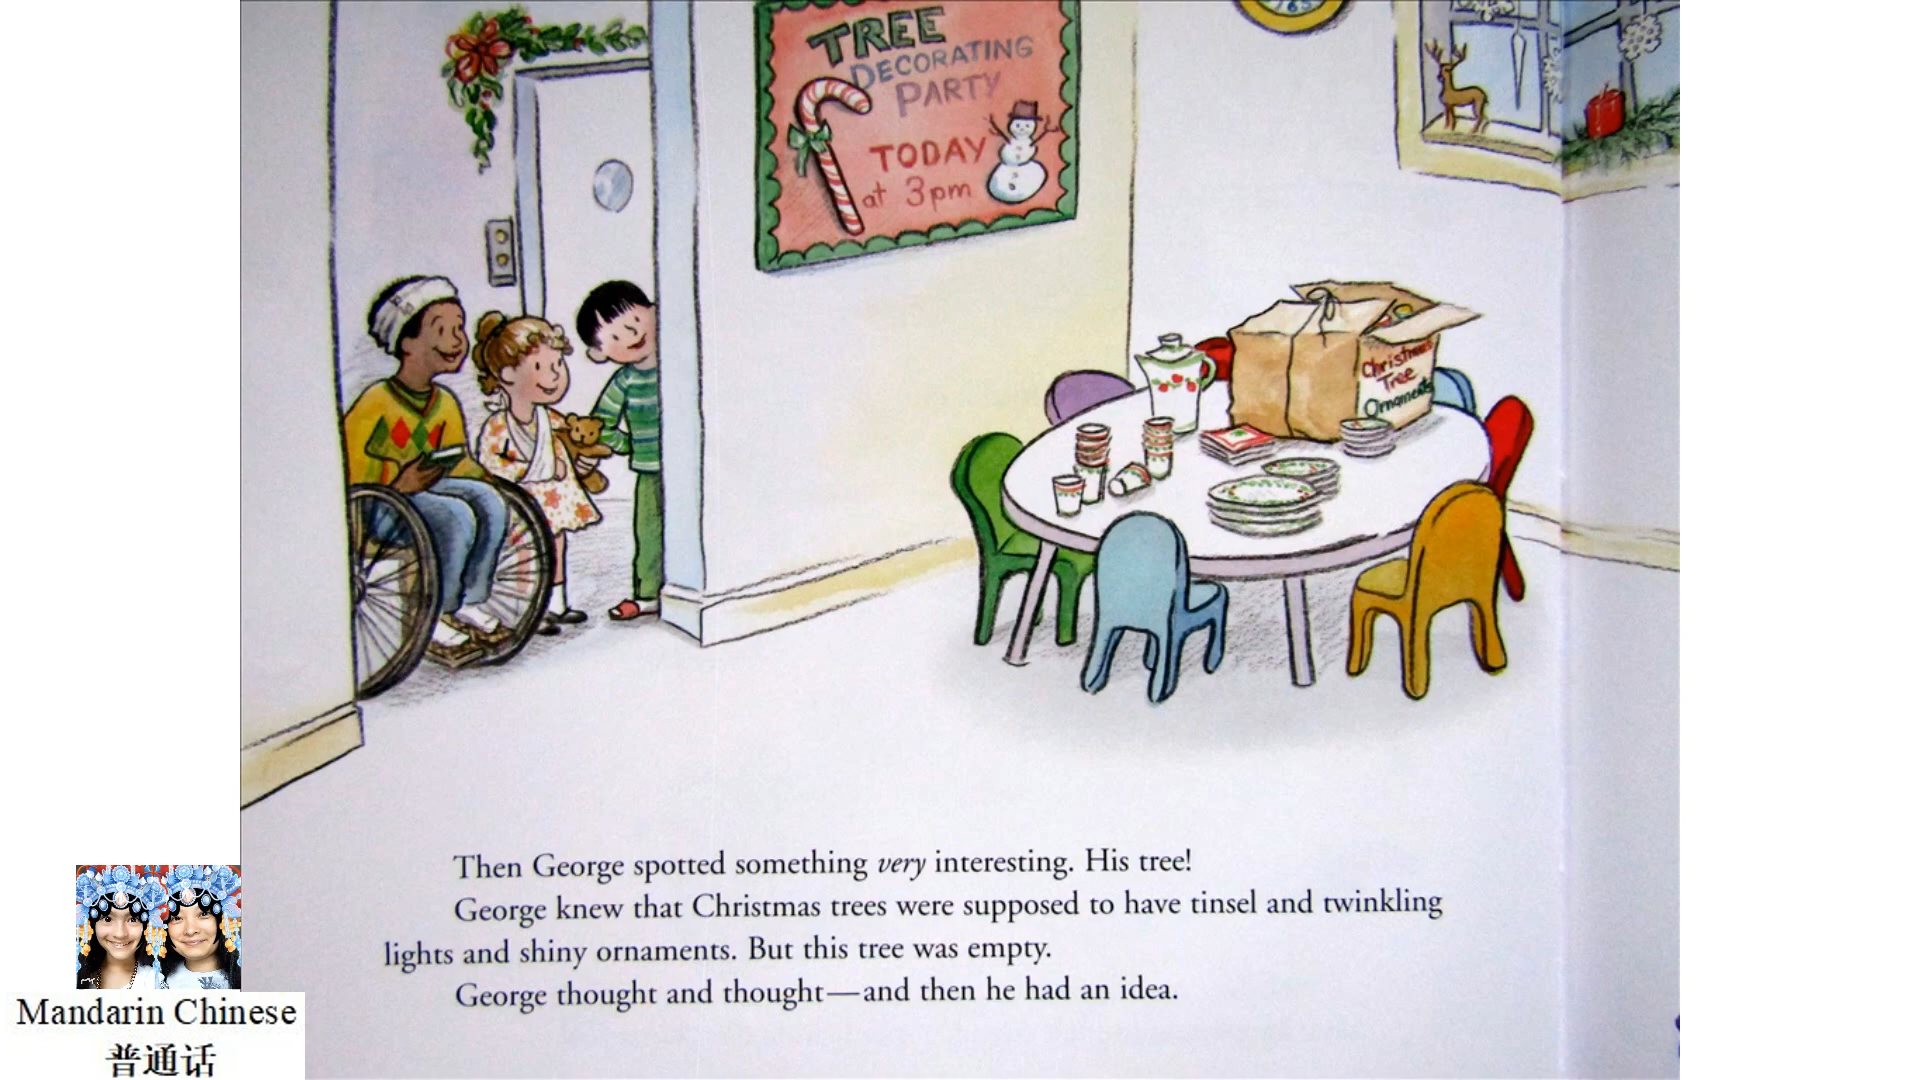 TREE
DECORATING
PARTY
TODAY
at 3pm
Christmas
Tree
Ornaments
Then George spotted something very interesting. His tree!
George knew that Christmas trees were supposed to have tinsel and twinkling
lights and shiny ornaments. But this tree was empty.
George thought and thought—and then he had an idea.
Mandarin Chinese
普通话